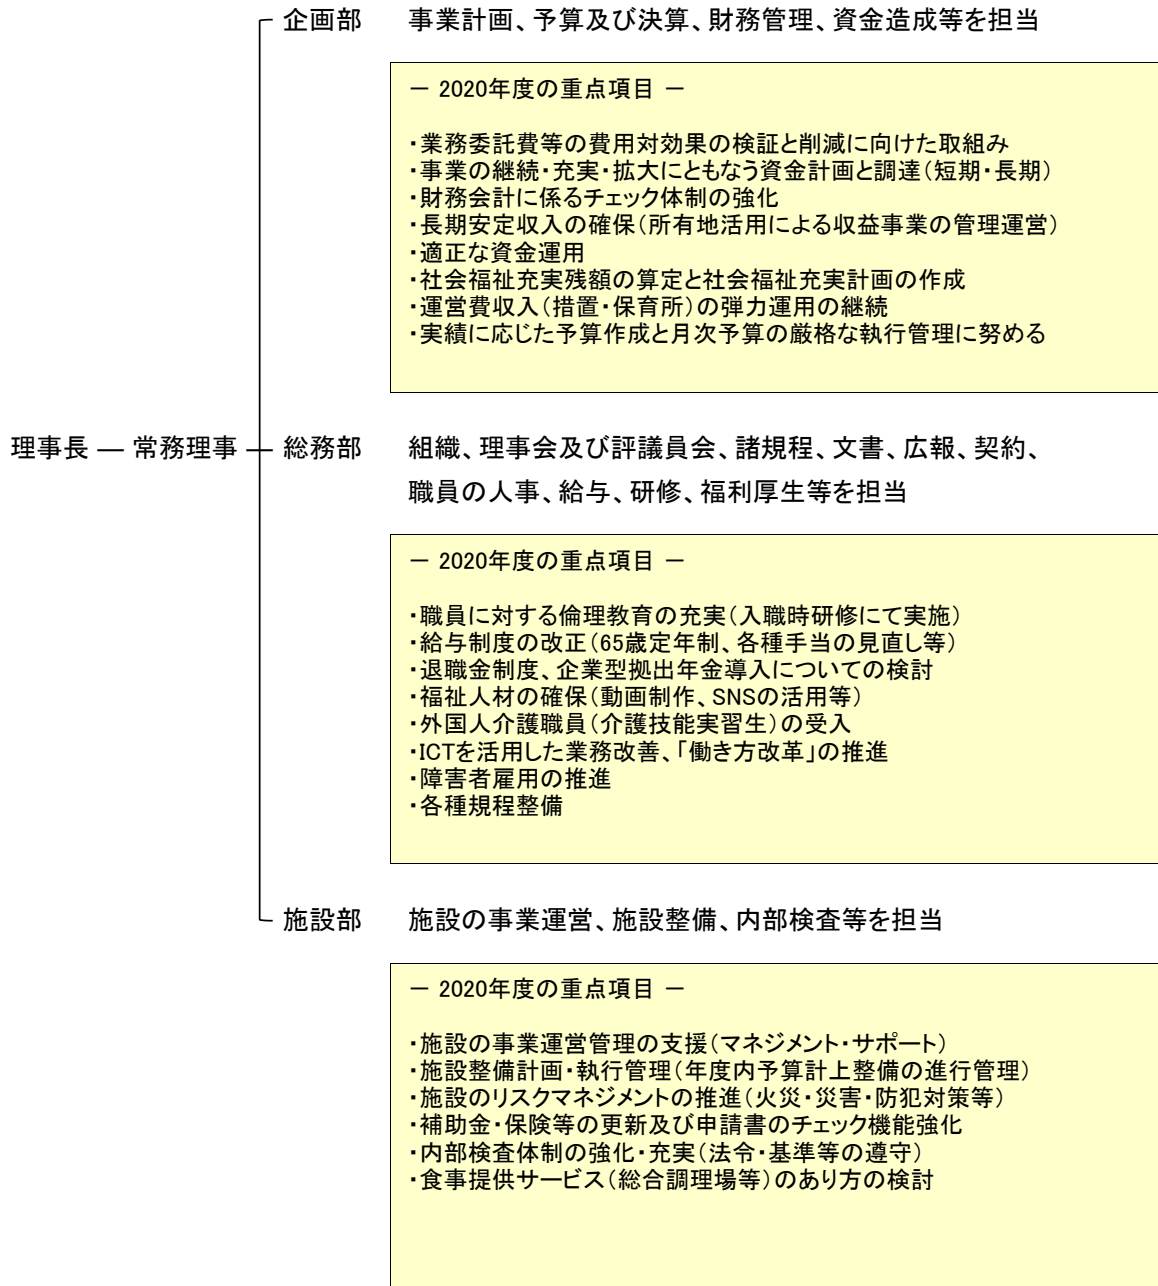 企画部 事業計画、予算及び決算、財務管理、資金造成等を担当
－ 2020年度の重点項目 －
・業務委託費等の費用対効果の検証と削減に向けた取組み
・事業の継続・充実・拡大にともなう資金計画と調達（短期・長期）
・財務会計に係るチェック体制の強化
・長期安定収入の確保（所有地活用による収益事業の管理運営）
・適正な資金運用
・社会福祉充実残額の算定と社会福祉充実計画の作成
・運営費収入（措置・保育所）の弾力運用の継続
・実績に応じた予算作成と月次予算の厳格な執行管理に努める
理事長 ― 常務理事 総務部 組織、理事会及び評議員会、諸規程、文書、広報、契約、
職員の人事、給与、研修、福利厚生等を担当
－ 2020年度の重点項目 －
・職員に対する倫理教育の充実（入職時研修にて実施）
・給与制度の改正（65歳定年制、各種手当の見直し等）
・退職金制度、企業型拠出年金導入についての検討
・福祉人材の確保（動画制作、SNSの活用等）
・外国人介護職員（介護技能実習生）の受入
・ICTを活用した業務改善、「働き方改革」の推進
・障害者雇用の推進
・各種規程整備
施設部 施設の事業運営、施設整備、内部検査等を担当
－ 2020年度の重点項目 －
・施設の事業運営管理の支援（マネジメント・サポート）
・施設整備計画・執行管理（年度内予算計上整備の進行管理）
・施設のリスクマネジメントの推進（火災・災害・防犯対策等）
・補助金・保険等の更新及び申請書のチェック機能強化
・内部検査体制の強化・充実（法令・基準等の遵守）
・食事提供サービス（総合調理場等）のあり方の検討